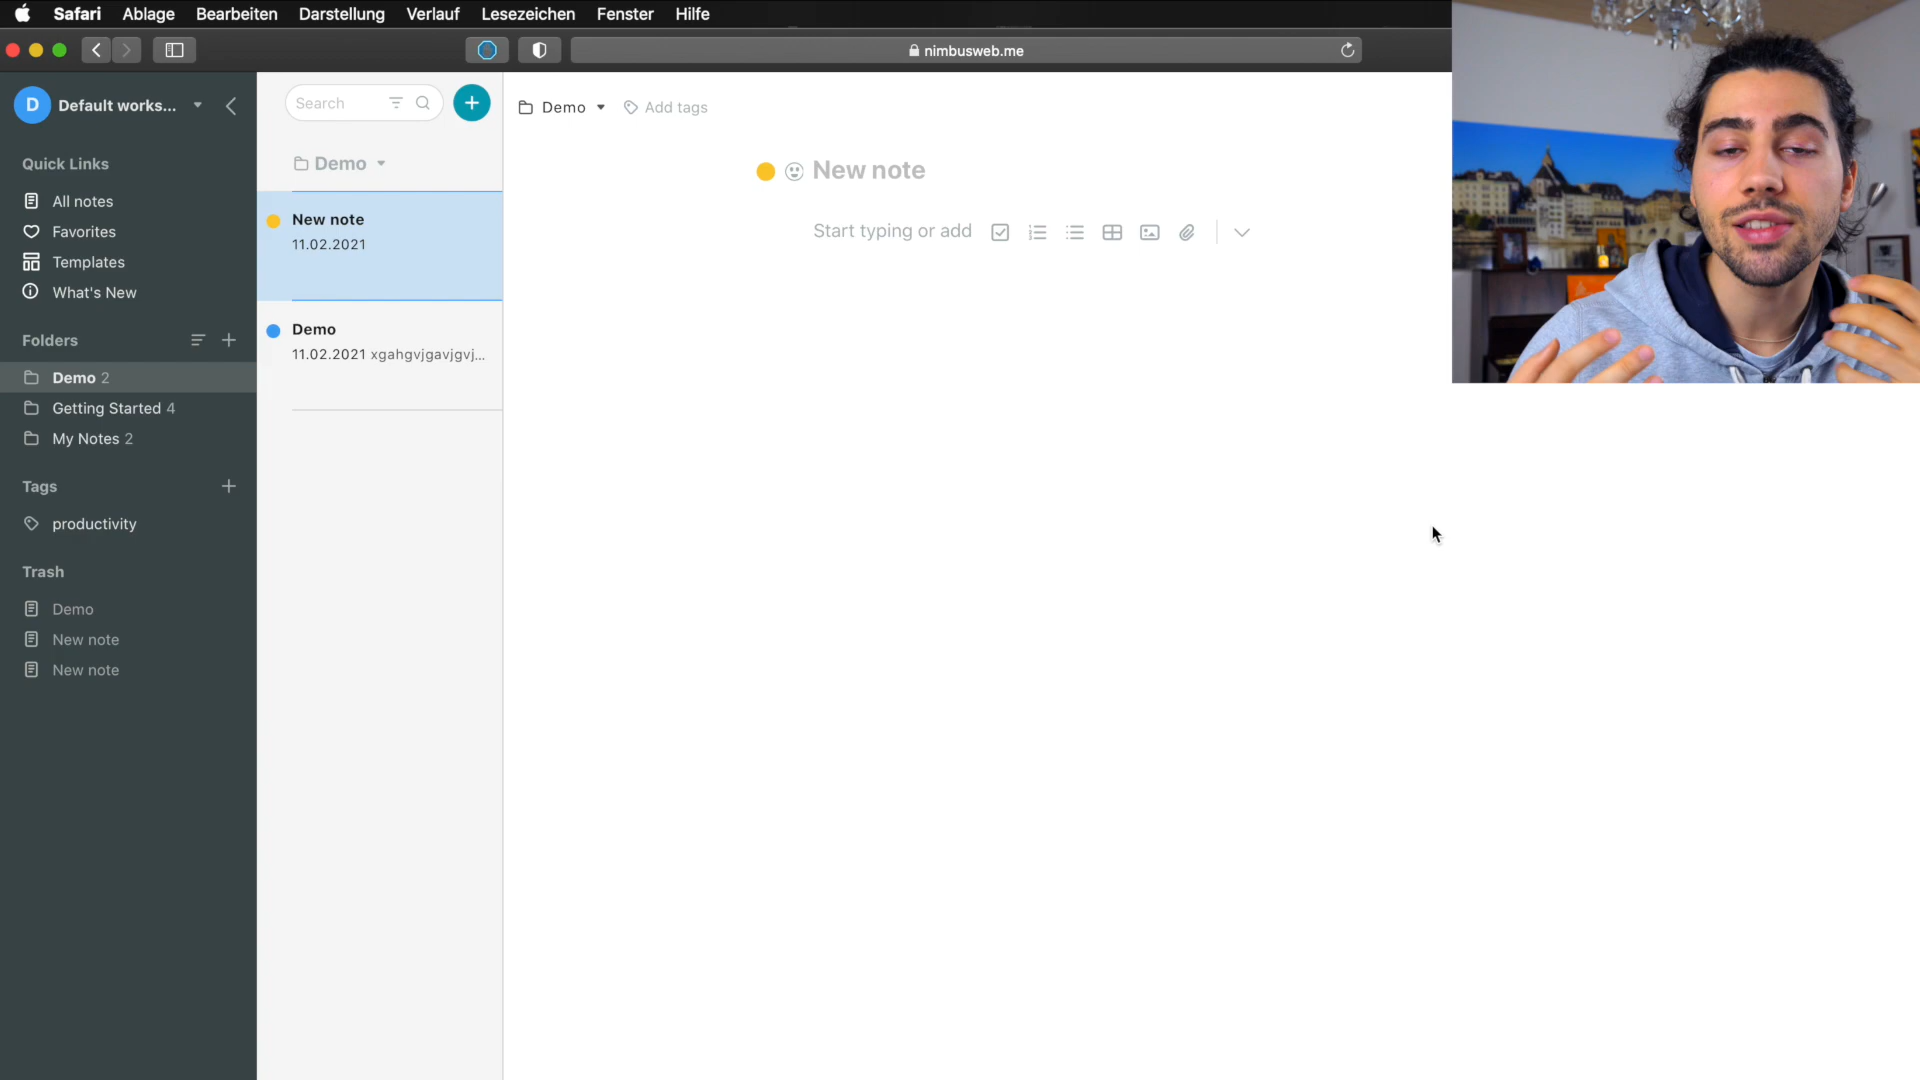 Safari Ablage Bearbeiten Darstellung Verlauf Lesezeichen Fenster Hilfe
nimbusweb.me
D Default works...
Search
Demo
Add tags
Quick Links
All notes
Favorites
Templates
What's New
Folders
Demo 2
Getting Started 4
My Notes 2
Tags
productivity
Trash
Demo
New note
New note
Demo
New note
11.02.2021
Demo
11.02.2021 xgahgvjgavjgvj...
New note
Start typing or add